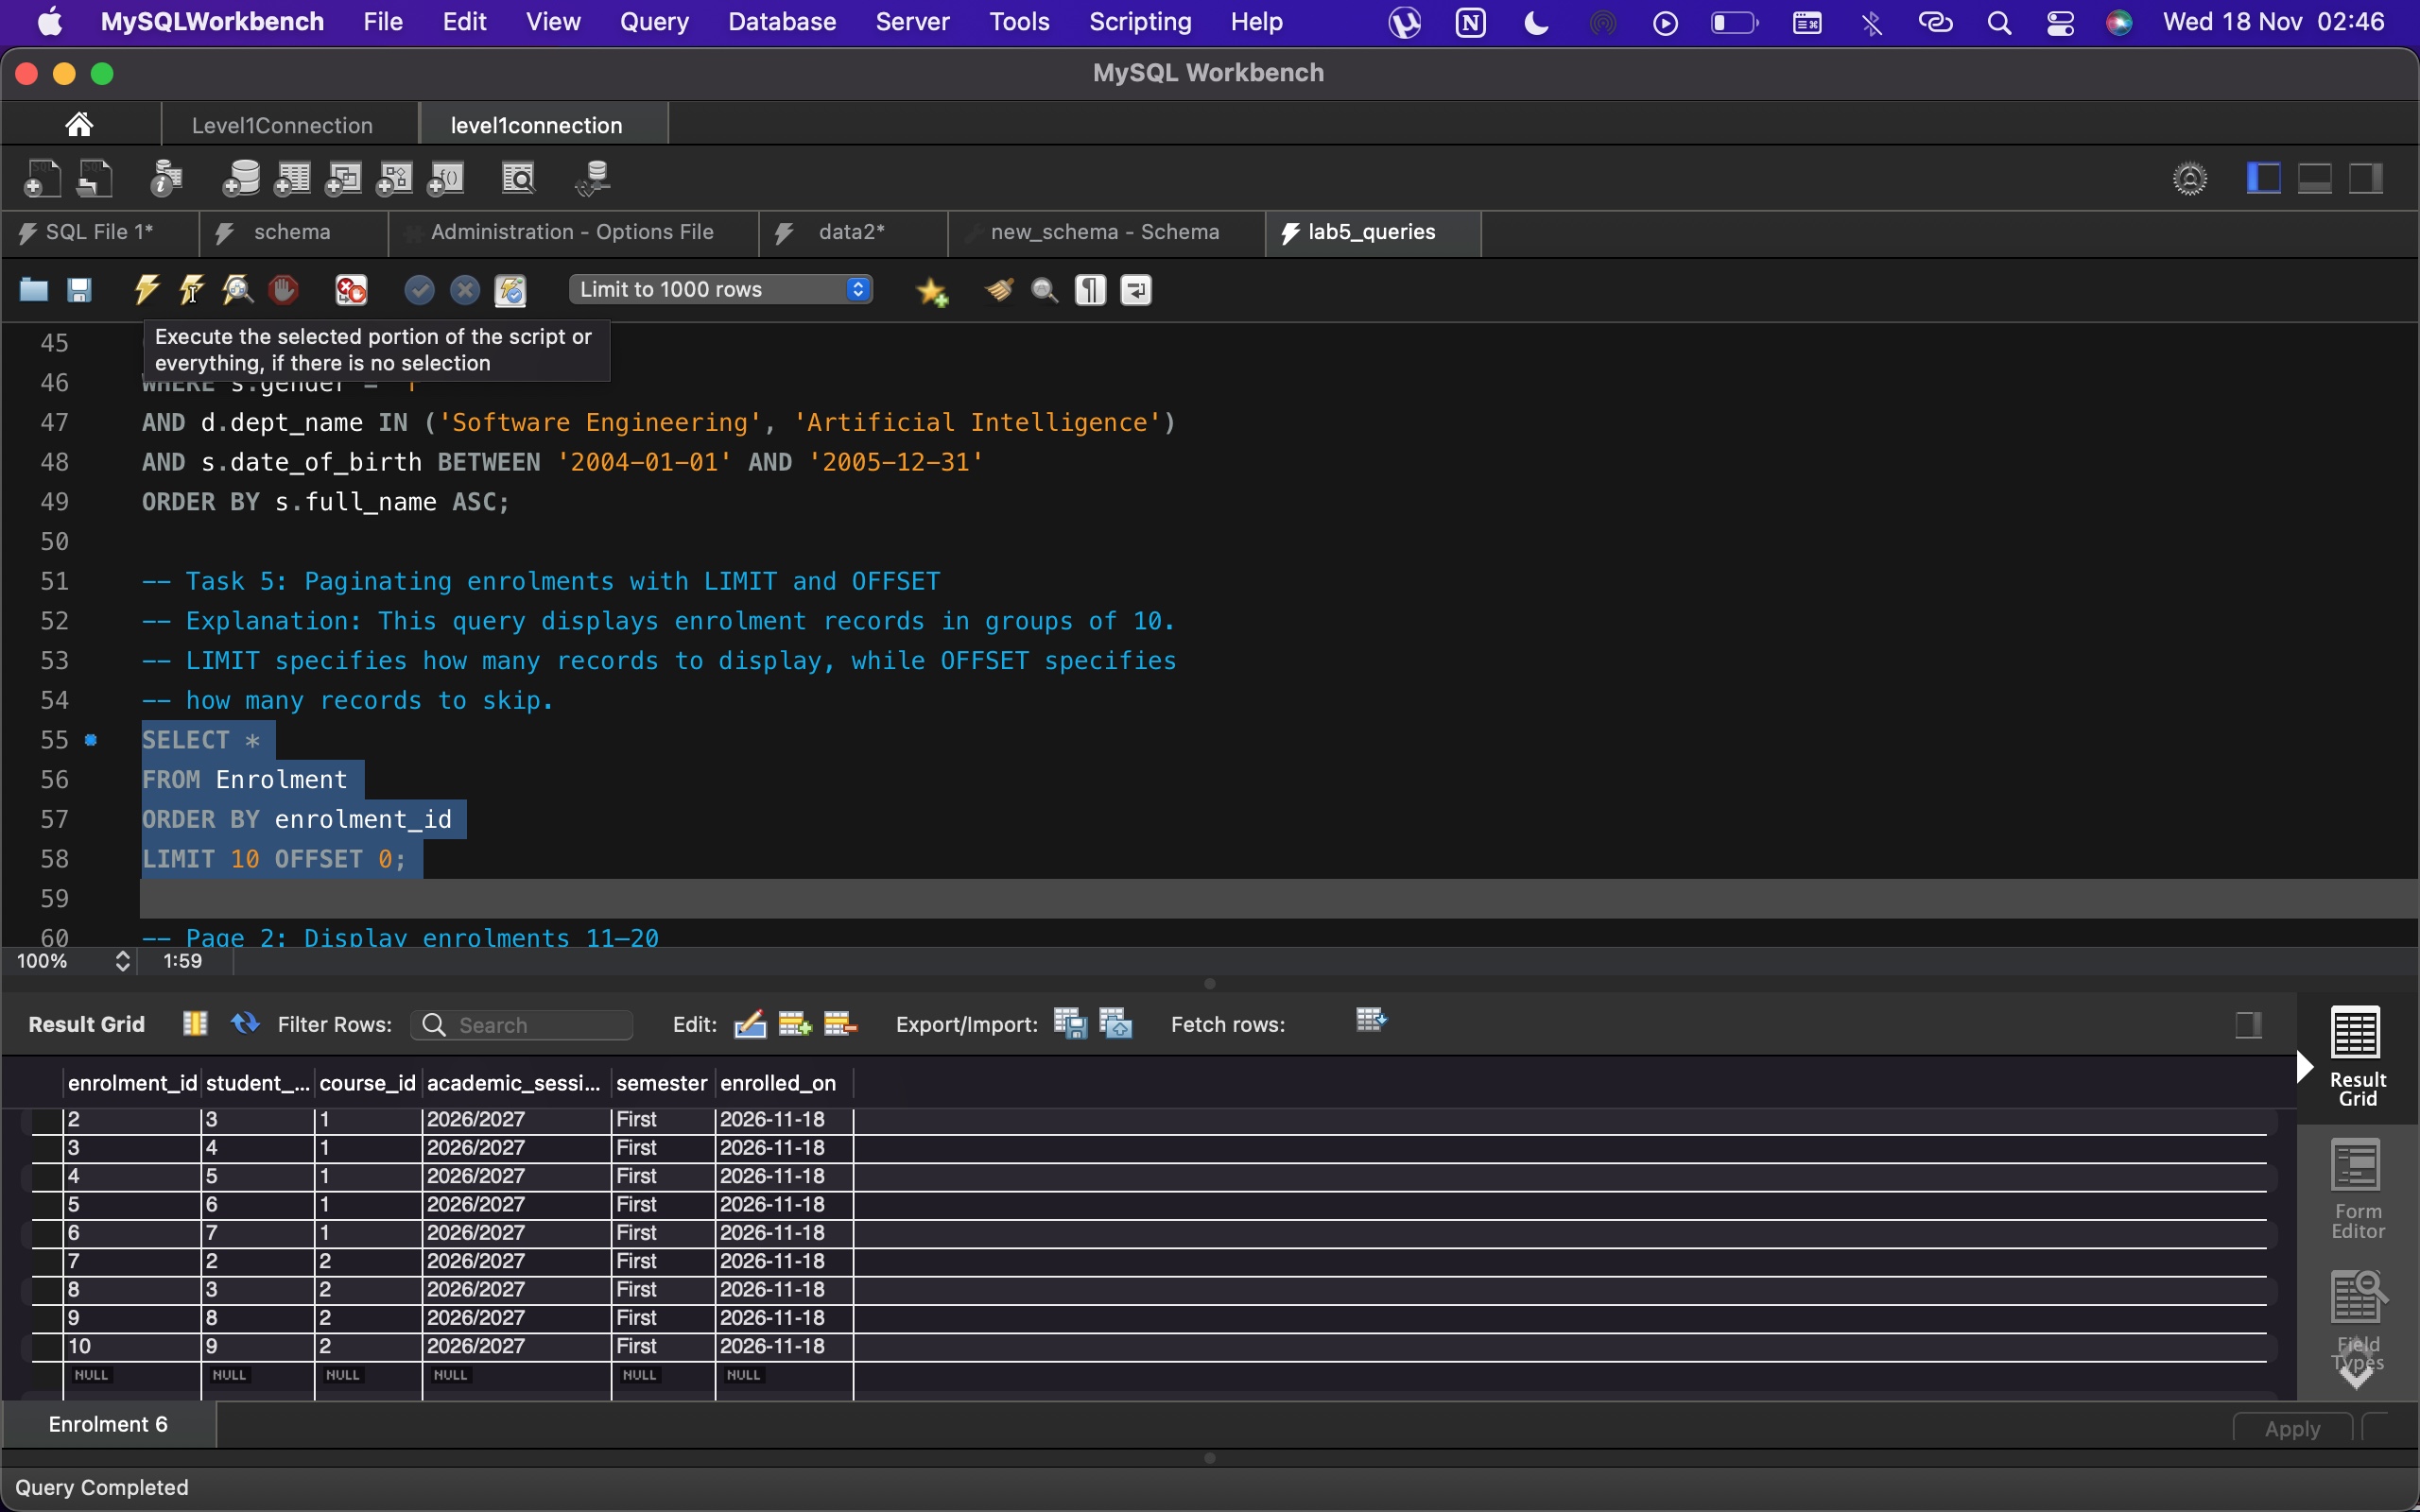 MySQLWorkbench File Edit View Query Database Server Tools Scripting Help Wed 18 Nov 02:46
MySQL Workbench
Level1Connection level1connection
SQL File 1* schema Administration - Options File data2* new_schema - Schema lab5_queries
Limit to 1000 rows
Execute the selected portion of the script or
everything, if there is no selection
45
46 WHERE s.gender =
47 AND d.dept_name IN ('Software Engineering', 'Artificial Intelligence')
48 AND s.date_of_birth BETWEEN '2004-01-01' AND '2005-12-31'
49 ORDER BY s.full_name ASC;
50
51 -- Task 5: Paginating enrolments with LIMIT and OFFSET
52 -- Explanation: This query displays enrolment records in groups of 10.
53 -- LIMIT specifies how many records to display, while OFFSET specifies
54 -- how many records to skip.
55 SELECT *
56 FROM Enrolment
57 ORDER BY enrolment_id
58 LIMIT 10 OFFSET 0;
59
60 -- Page 2: Display enrolments 11-20
100% 1:59
Result Grid Filter Rows: Search Edit: Export/Import: Fetch rows:
enrolment_id student_... course_id academic_sessi... semester enrolled_on
2 3 1 2026/2027 First 2026-11-18
3 4 1 2026/2027 First 2026-11-18
4 5 1 2026/2027 First 2026-11-18
5 6 1 2026/2027 First 2026-11-18
6 7 1 2026/2027 First 2026-11-18
7 2 2 2026/2027 First 2026-11-18
8 3 2 2026/2027 First 2026-11-18
9 8 2 2026/2027 First 2026-11-18
10 9 2 2026/2027 First 2026-11-18
NULL NULL NULL NULL NULL NULL
Result
Grid
Form
Editor
Field
Types
Enrolment 6 Apply
Query Completed